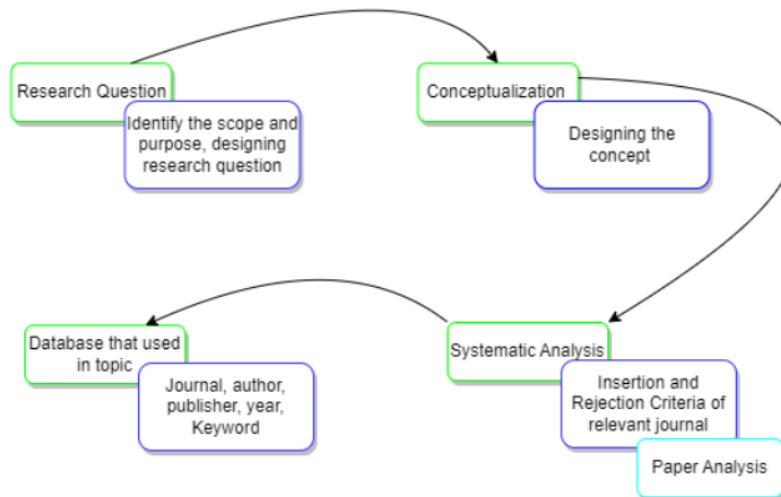 Research Question
Identify the scope and
purpose, designing
research question
Conceptualization
Designing the
concept
Database that used
in topic
Journal, author,
publisher, year,
Keyword
Systematic Analysis
Insertion and
Rejection Criteria of
relevant journal
Paper Analysis